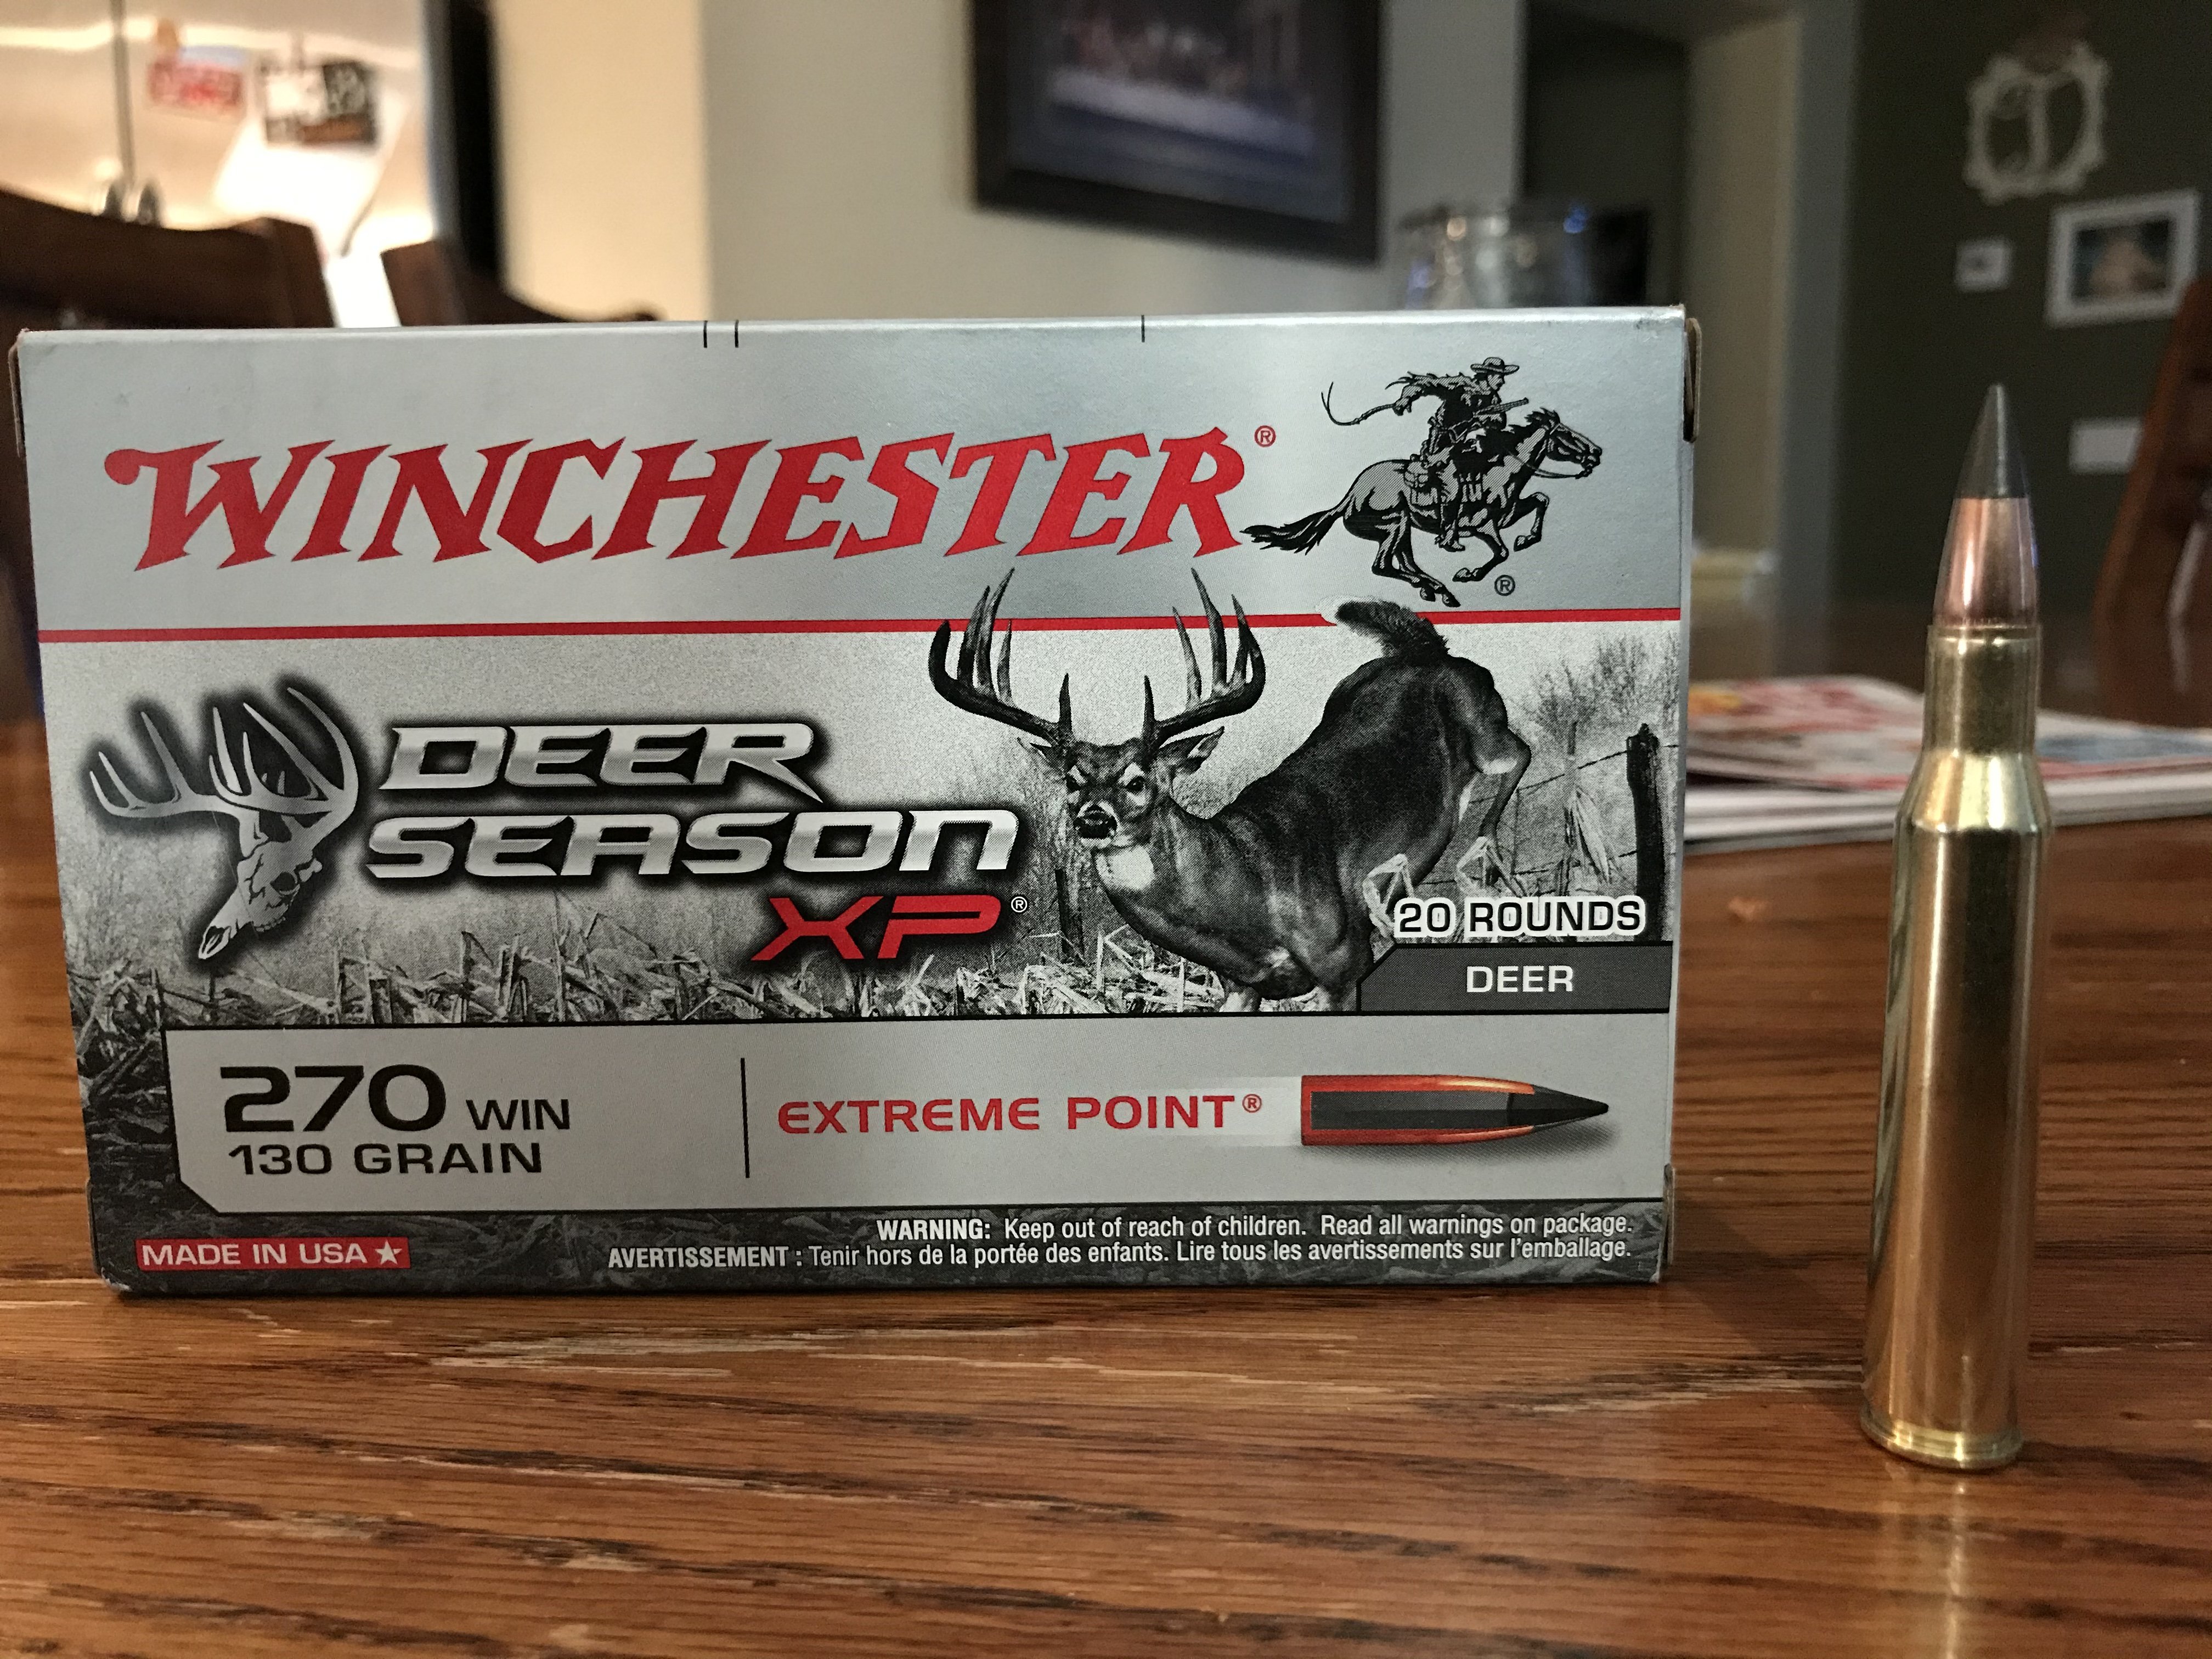 WINCHESTER®
®
DEER
SEASON
XP®
20 ROUNDS
DEER
270 WIN
130 GRAIN
EXTREME POINT®
MADE IN USA
WARNING: Keep out of reach of children. Read all warnings on package.
AVERTISSEMENT : Tenir hors de la portée des enfants. Lire tous les avertissements sur l'emballage.